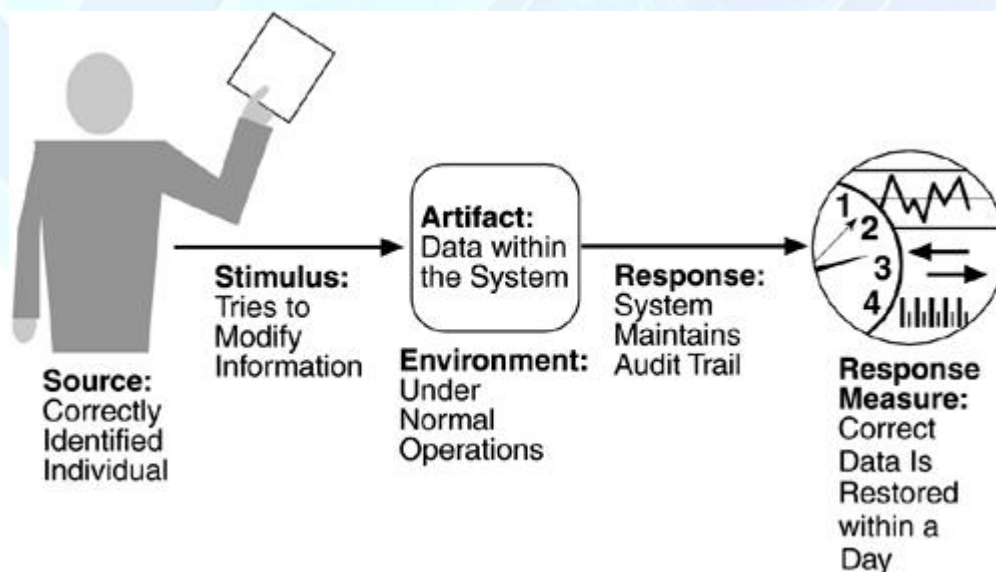 Source:
Correctly
Identified
Individual
Stimulus:
Tries to
Modify
Information
Artifact:
Data within
the System
Environment:
Under
Normal
Operations
Response:
System
Maintains
Audit Trail
1
2
3
4
Response
Measure:
Correct
Data Is
Restored
within a
Day